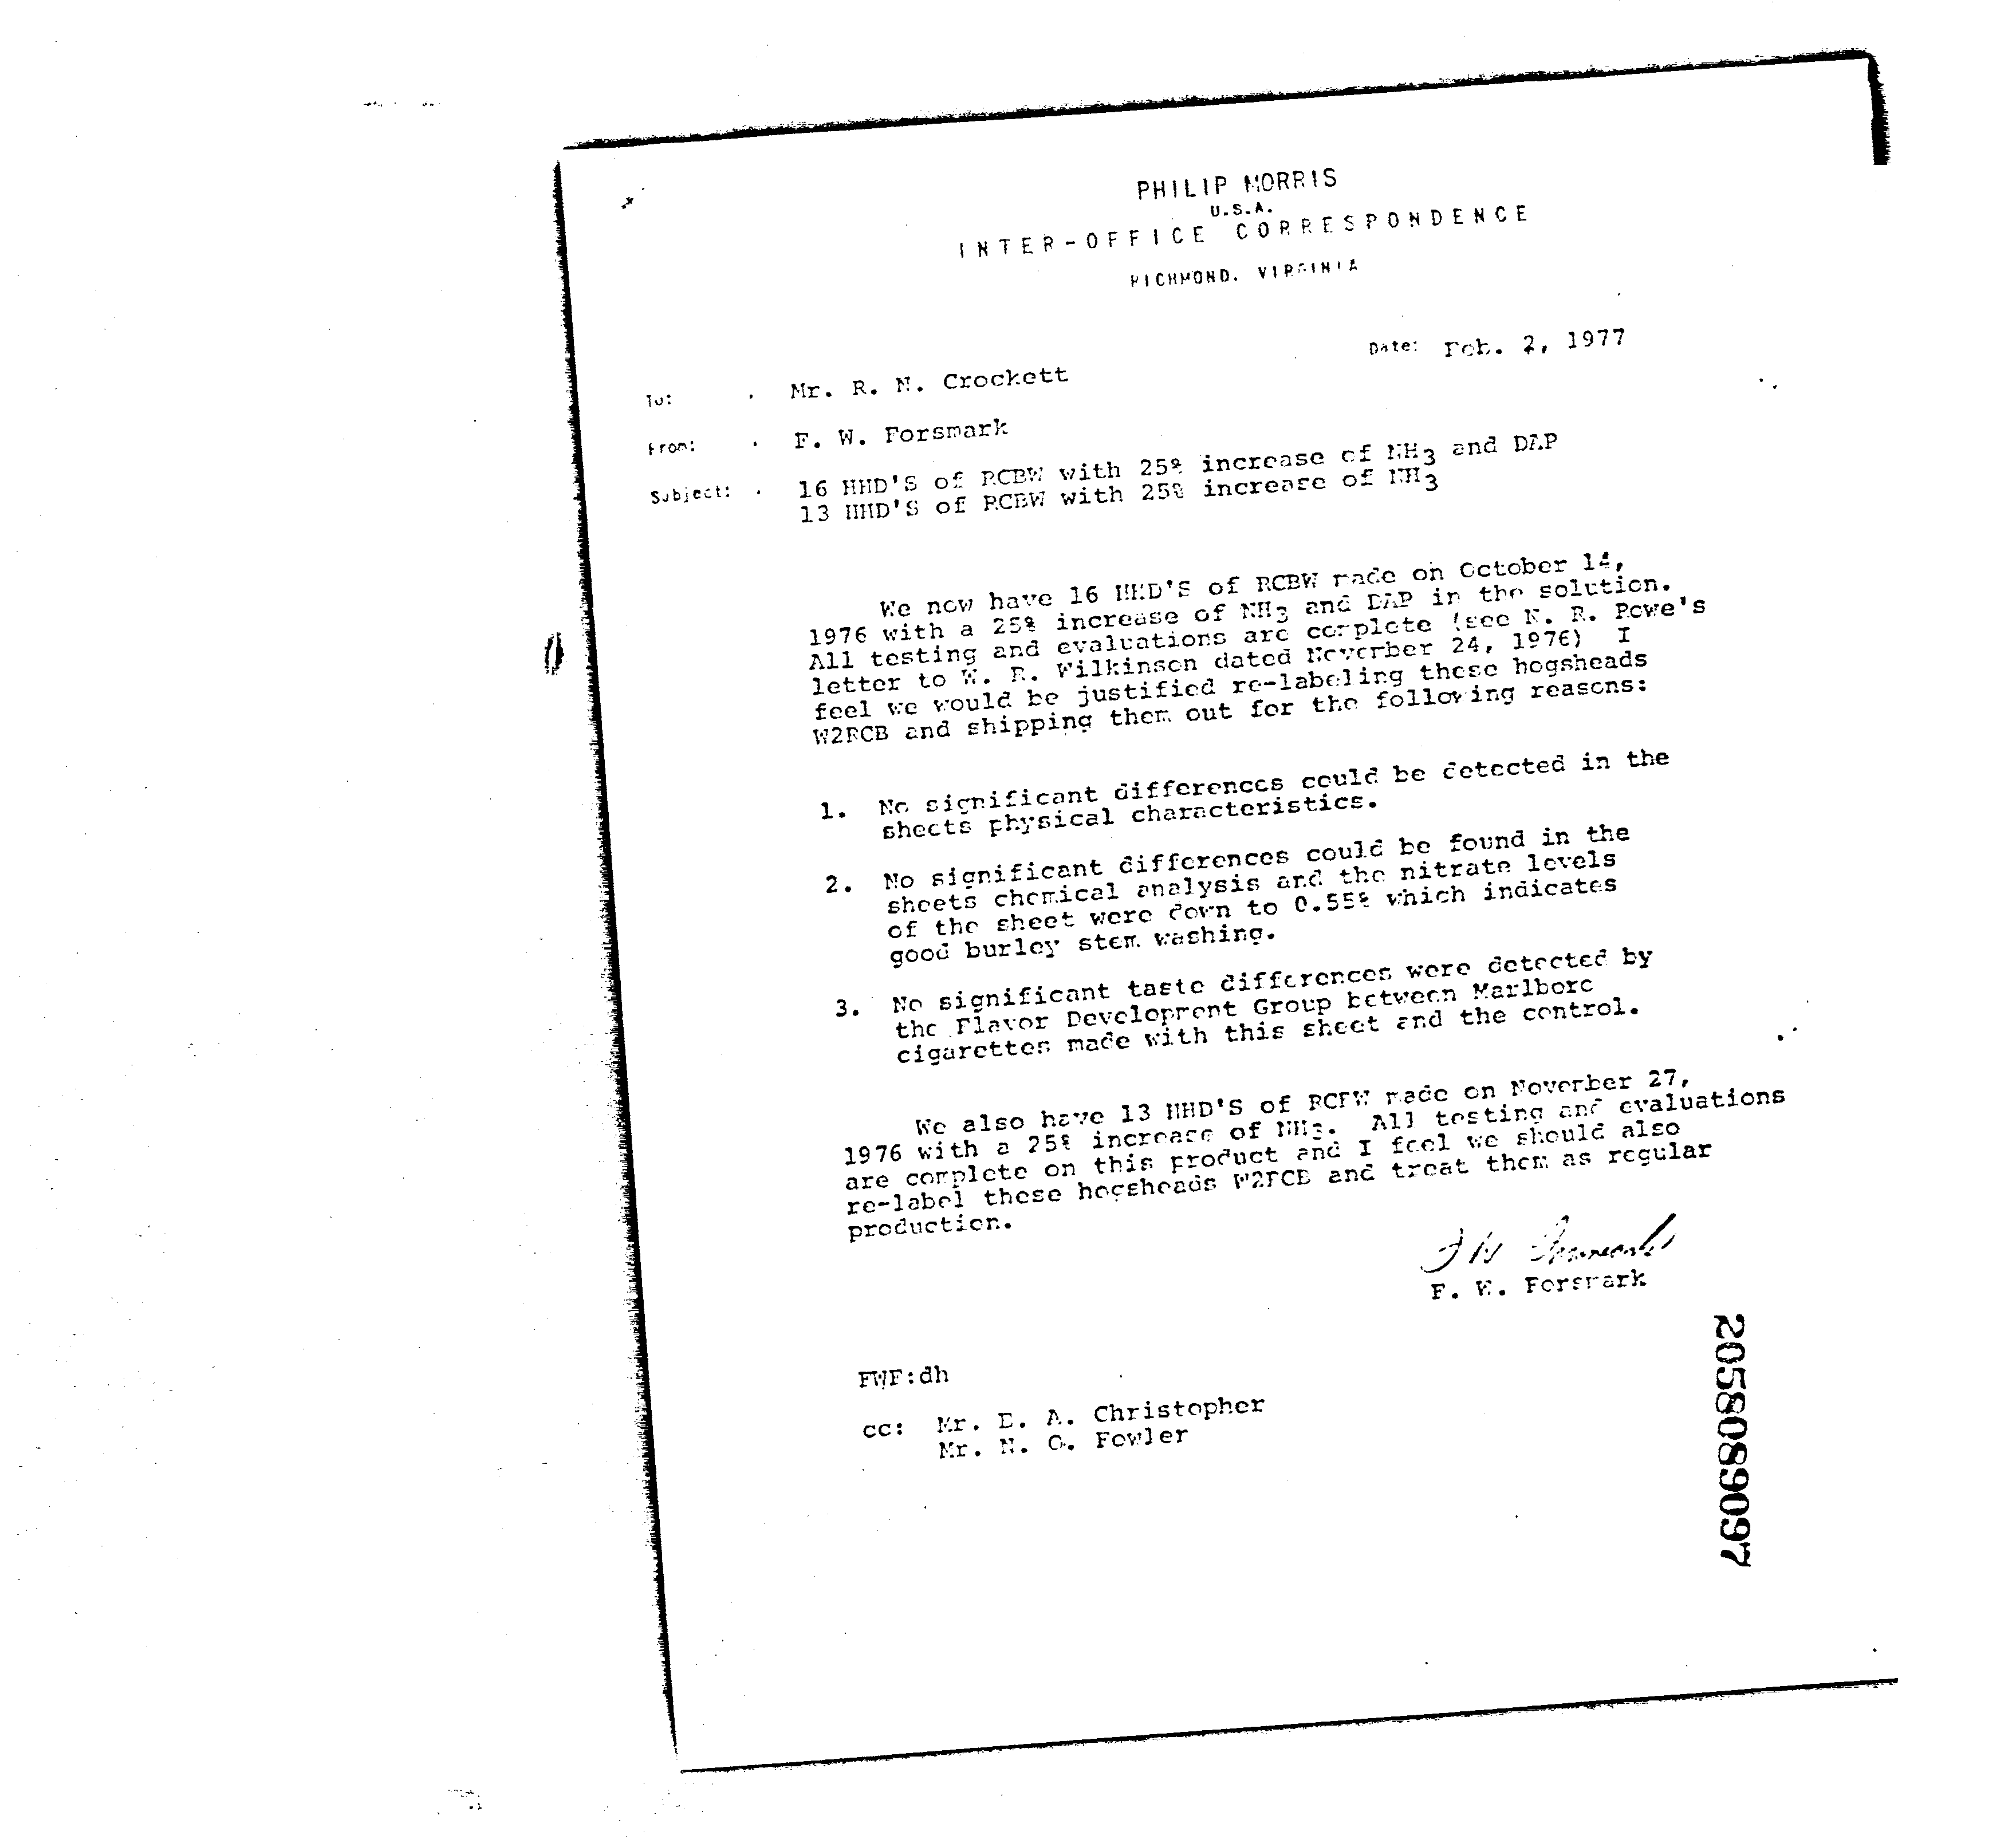 PHILIP MORRIS
U.S.A.
INTER-OFFICE CORRESPONDENCE
RICHMOND, VIRGINIA
Date: Feb. 2, 1977
To: Mr. R. N. Crockett
From: F. W. Forsmark
Subject: 16 HHD'S of RCBW with 25% increase of NH3 and DAP
13 HHD'S of RCBW with 25% increase of NH3
We now have 16 HHD'S of RCBW made on October 14,
1976 with a 25% increase of NH3 and DAP in the solution.
All testing and evaluations are complete (see N. R. Rowe's
letter to W. R. Wilkinson dated November 24, 1976) I
feel we would be justified re-labeling these hogsheads
W2RCB and shipping them out for the following reasons:
1. No significant differences could be detected in the
sheets physical characteristics.
2. No significant differences could be found in the
sheets chemical analysis and the nitrate levels
of the sheet were down to 0.55% which indicates
good burley stem washing.
3. No significant taste differences were detected by
the Flavor Development Group between Marlboro
cigarettes made with this sheet and the control.
We also have 13 HHD'S of RCBW made on November 27,
1976 with a 25% increase of NH3. All testing and evaluations
are complete on this product and I feel we should also
re-label these hogsheads W2RCB and treat them as regular
production.
F. W. Forsmark
FWF:dh
cc: Mr. E. A. Christopher
Mr. N. O. Fowler
2058089097